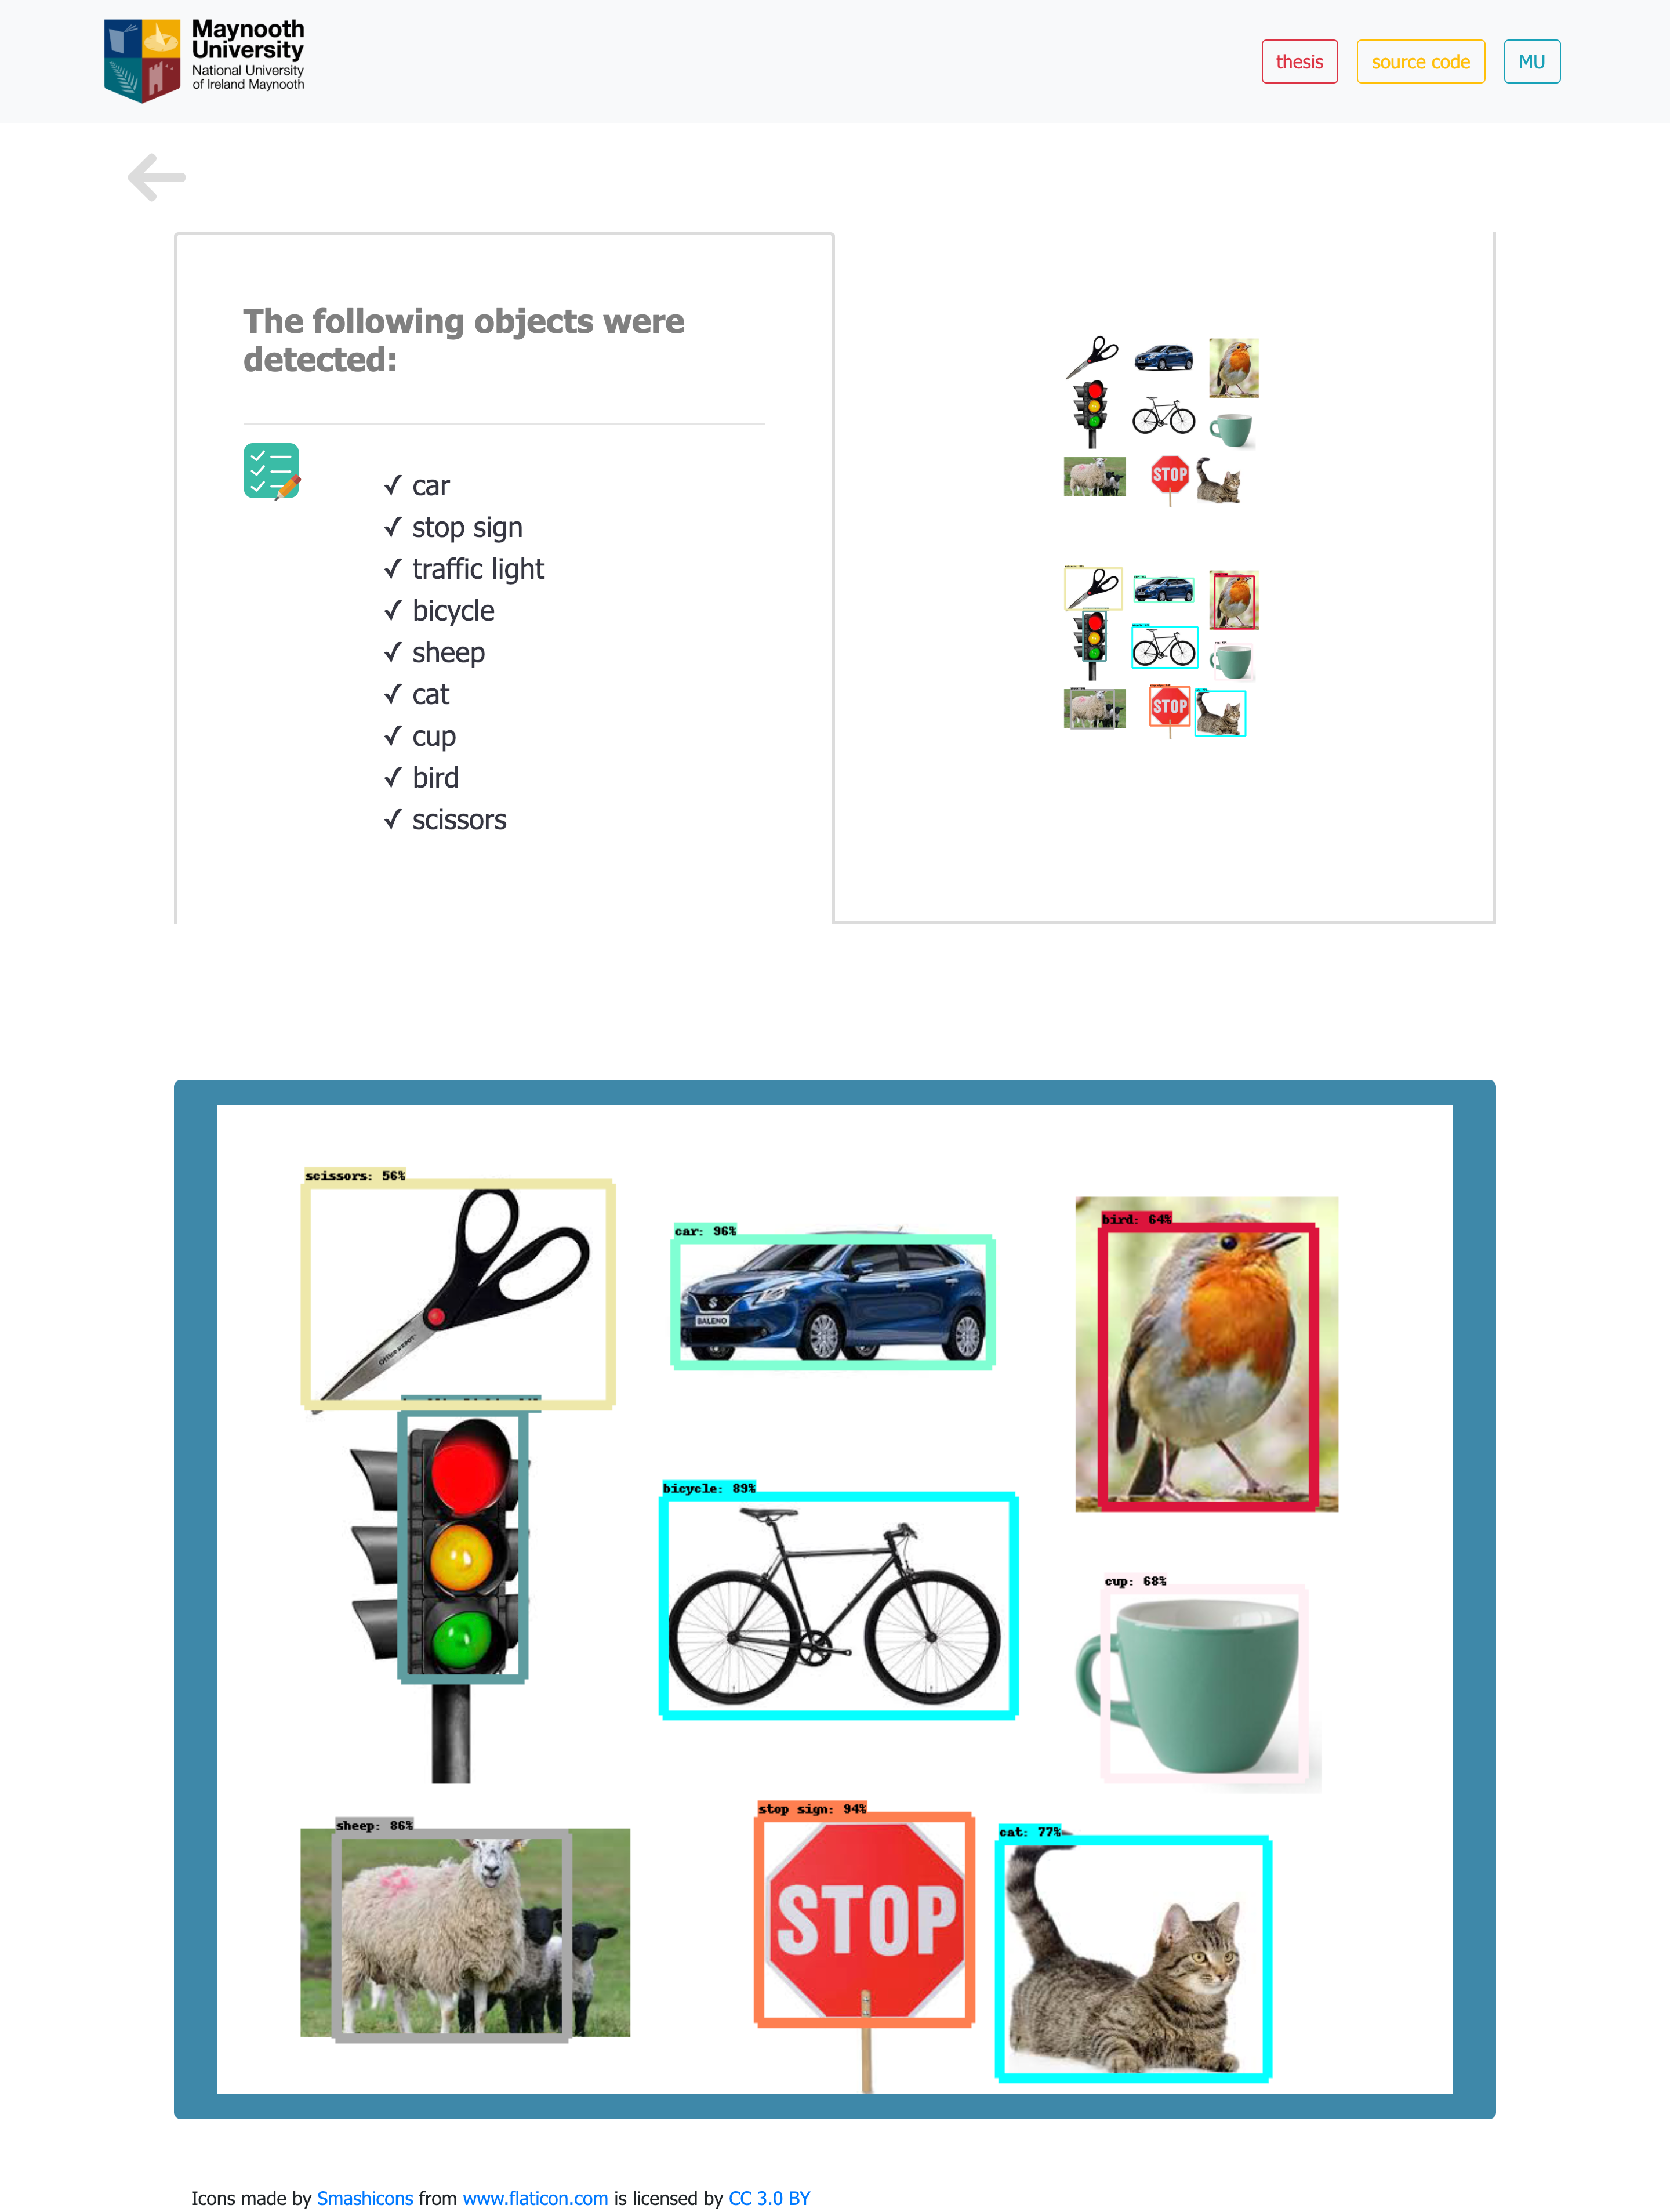 Maynooth
University
National University
of Ireland Maynooth
thesis
source code
MU
The following objects were
detected:
✓ car
✓ stop sign
✓ traffic light
✓ bicycle
✓ sheep
✓ cat
✓ cup
✓ bird
✓ scissors
STOP
STOP
scissors: 56%
car: 96%
bird: 64%
BALENO
Office DEPOT
bicycle: 89%
cup: 68%
stop sign: 94%
sheep: 86%
cat: 77%
STOP
Icons made by Smashicons from www.flaticon.com is licensed by CC 3.0 BY